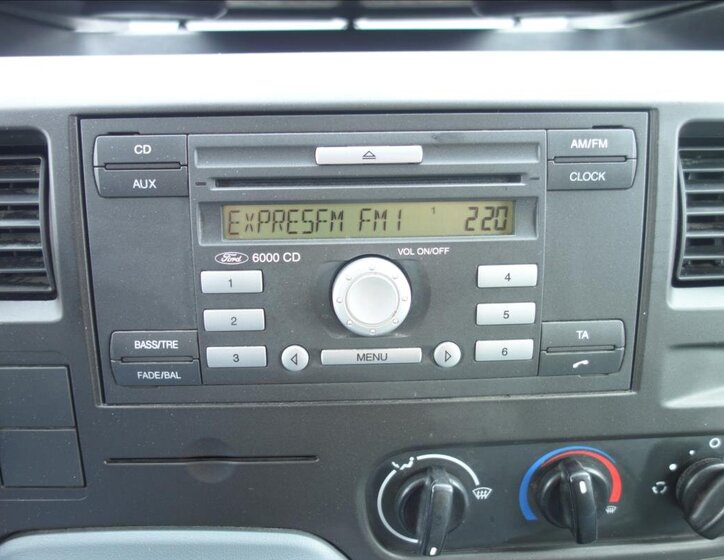 CD
AUX
AM/FM
CLOCK
EXPRESFM FM1 1 220
Ford 6000 CD
VOL ON/OFF
1
2
3
4
5
6
BASS/TRE
FADE/BAL
MENU
TA